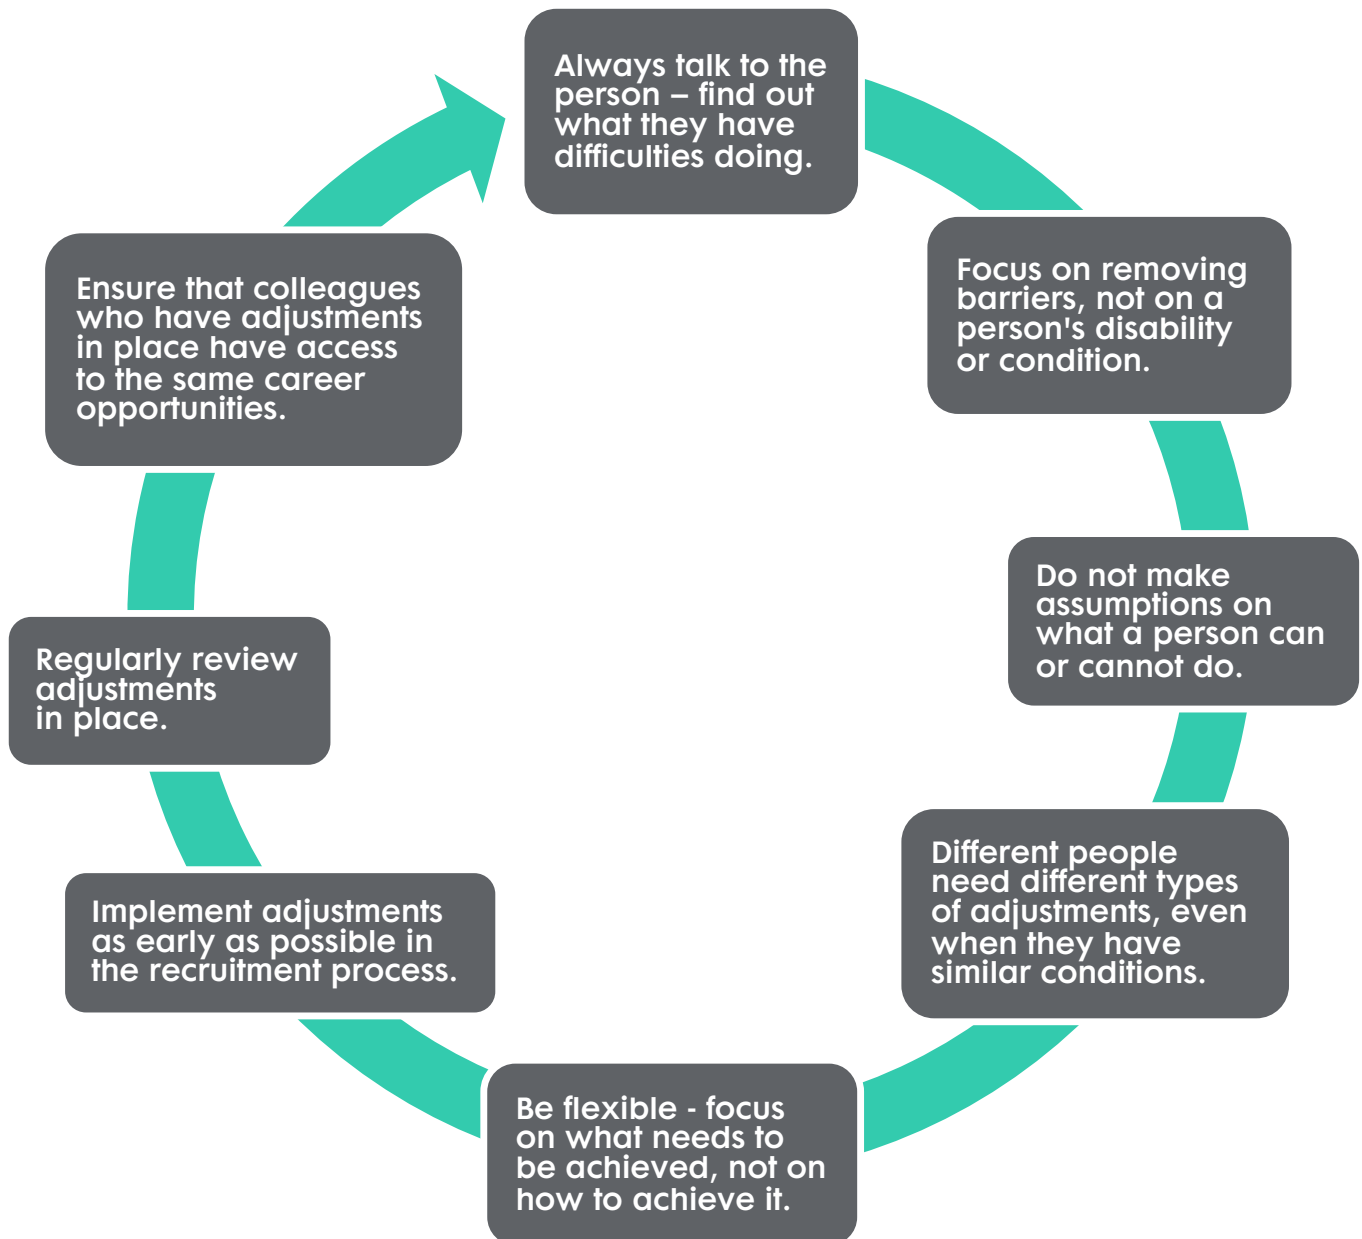 Always talk to the
person – find out
what they have
difficulties doing.
Focus on removing
barriers, not on a
person's disability
or condition.
Do not make
assumptions on
what a person can
or cannot do.
Different people
need different types
of adjustments, even
when they have
similar conditions.
Be flexible - focus
on what needs to
be achieved, not on
how to achieve it.
Implement adjustments
as early as possible in
the recruitment process.
Regularly review
adjustments
in place.
Ensure that colleagues
who have adjustments
in place have access
to the same career
opportunities.